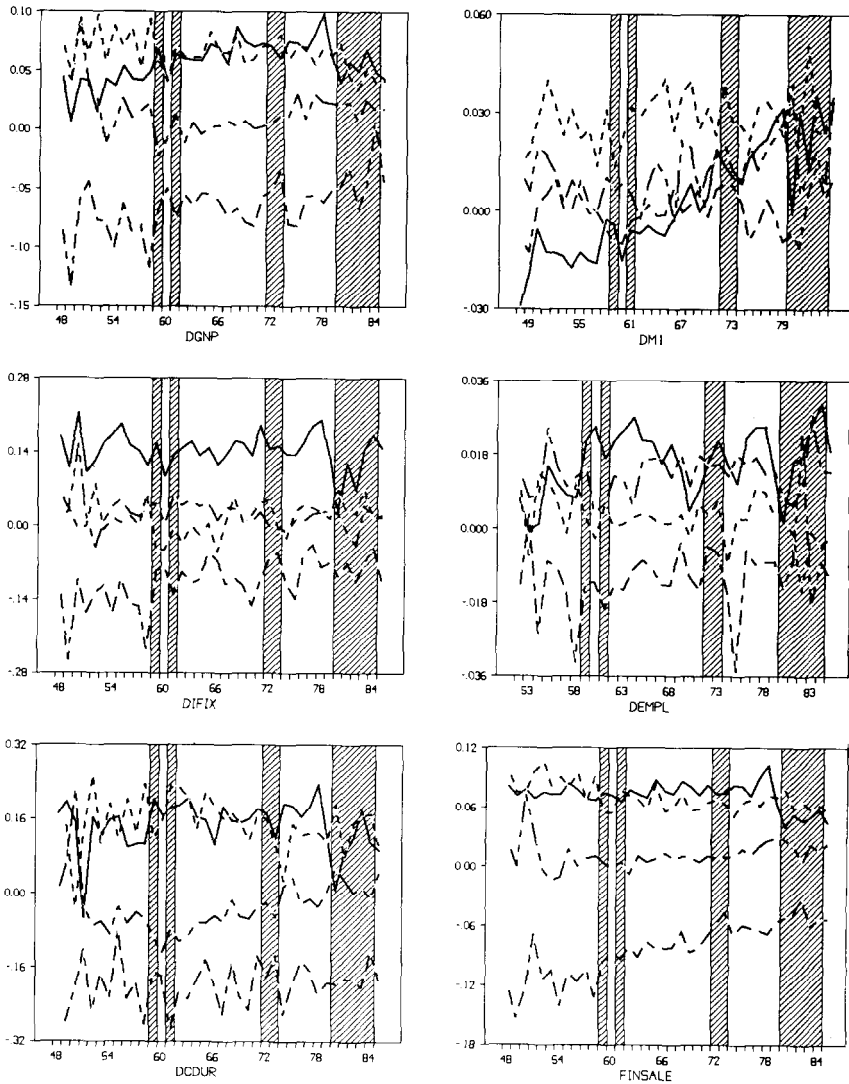 0.10
0.05
0.00
-.05
-0.10
-.15
48 54 60 66 72 78 84
DGNP
0.060
0.030
0.000
-.030
49 55 61 67 73 79
DM1
0.28
0.14
0.00
-0.14
-.28
48 54 60 66 72 78 84
DIFIX
0.036
0.018
0.000
-.018
-.036
53 58 63 68 73 78 83
DEMPL
0.32
0.16
0.00
-0.16
-.32
48 54 60 66 72 78 84
DCDUR
0.12
0.06
0.00
-.06
-.12
-.18
48 54 60 66 72 78 84
FINSALE